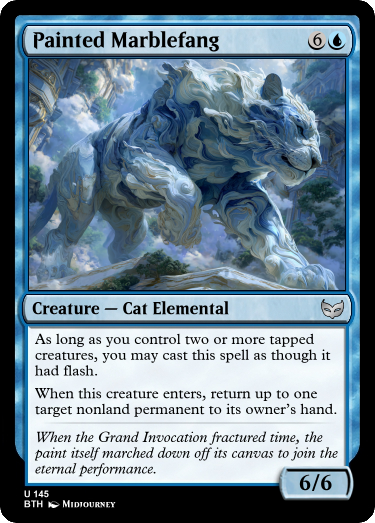 Painted Marblefang 6
Creature — Cat Elemental
As long as you control two or more tapped
creatures, you may cast this spell as though it
had flash.
When this creature enters, return up to one
target nonland permanent to its owner's hand.
When the Grand Invocation fractured time, the
paint itself marched down off its canvas to join the
eternal performance.
6/6
U 145
BTH Midjourney